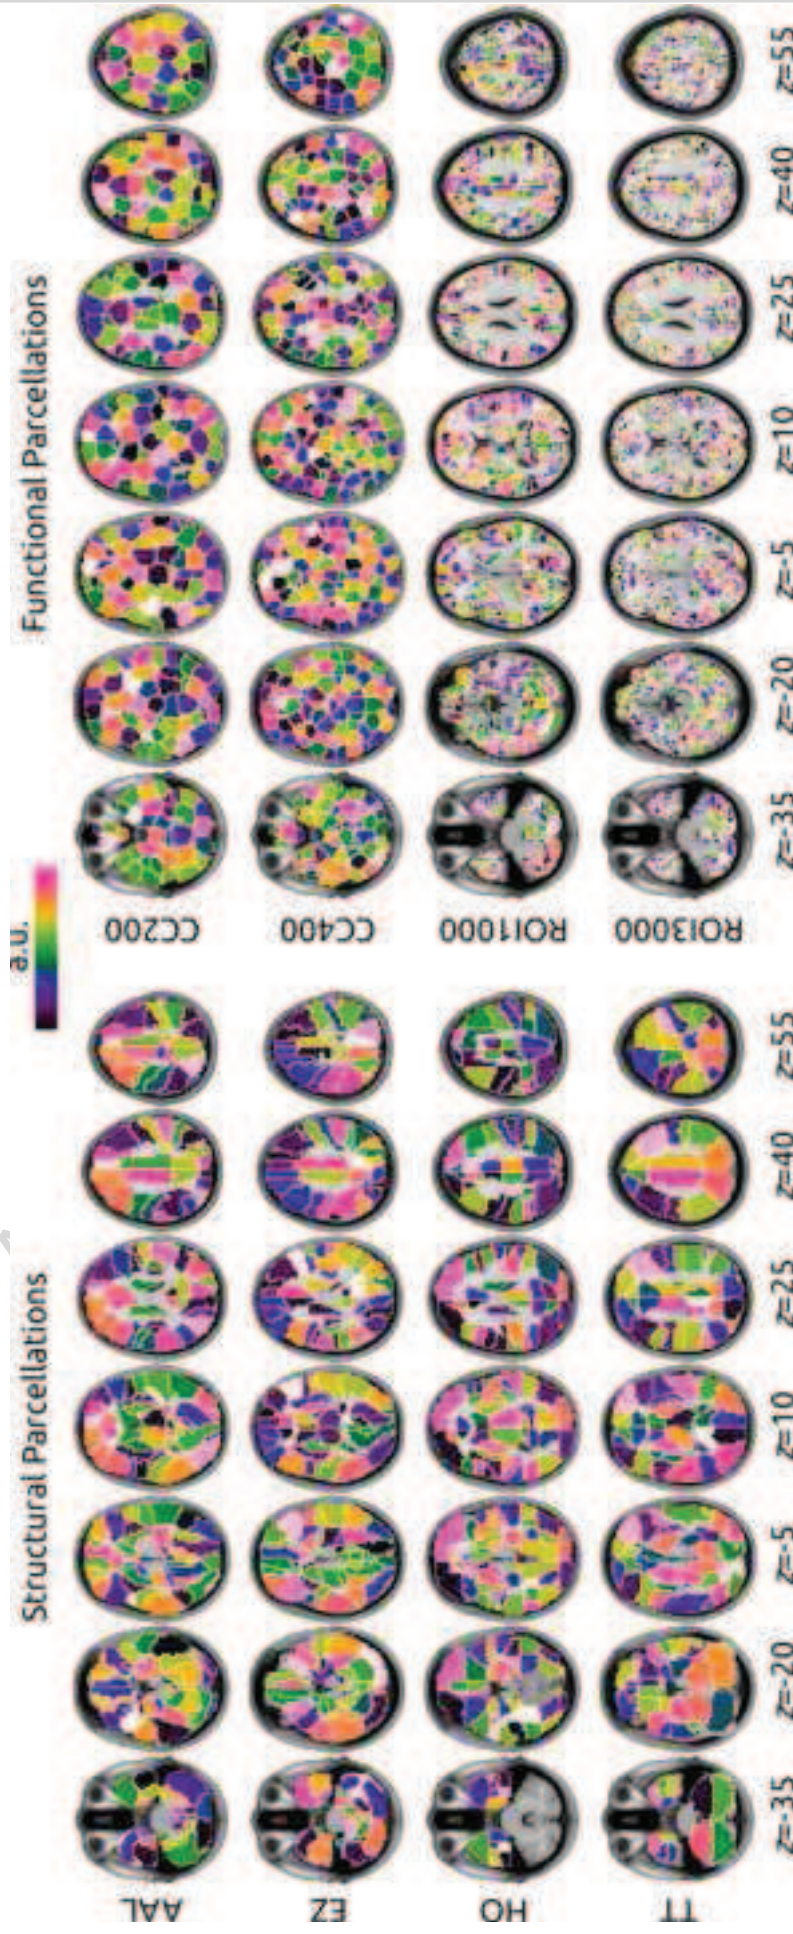 Structural Parcellations
a.u.
Functional Parcellations
AAL
EZ
HO
TT
z=-35
z=-20
z=-5
z=10
z=25
z=40
z=55
CC200
CC400
ROI1000
ROI3000
z=-35
z=-20
z=-5
z=10
z=25
z=40
z=55